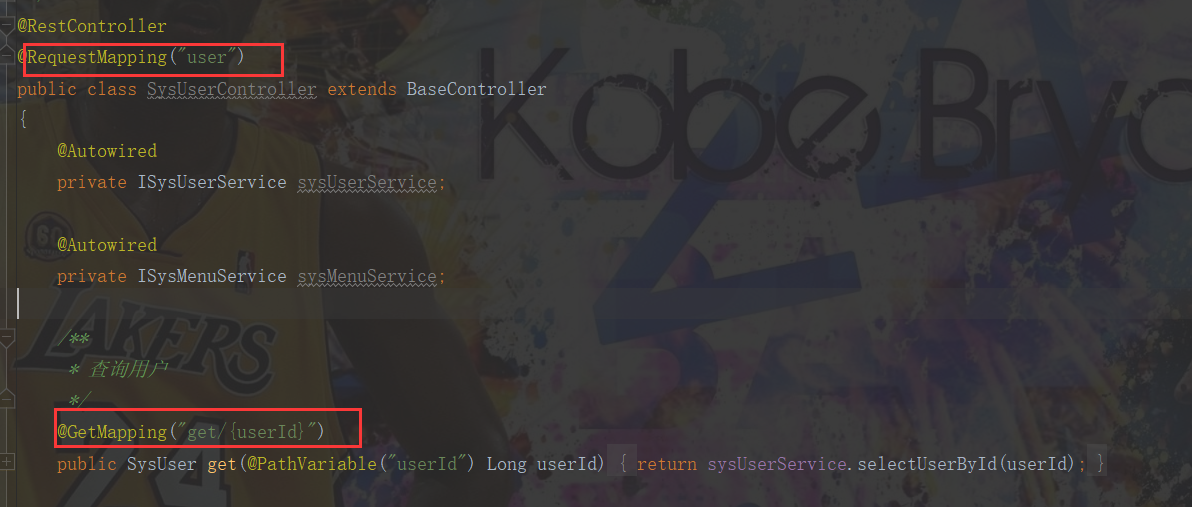 @RestController
@RequestMapping("user")
public class SysUserController extends BaseController
{
@Autowired
private ISysUserService sysUserService;
@Autowired
private ISysMenuService sysMenuService;
/**
* 查询用户
*/
@GetMapping("get/{userId}")
public SysUser get(@PathVariable("userId") Long userId) { return sysUserService.selectUserById(userId); }
Kobe Brya
LAKERS